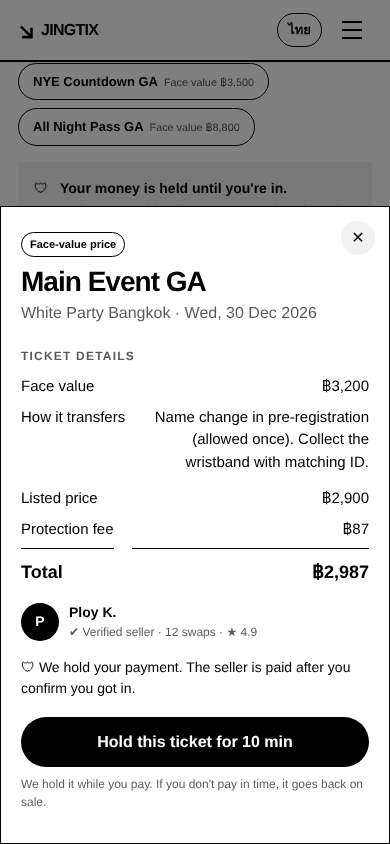 JINGTIX
ไทย
NYE Countdown GA Face value ฿3,500
All Night Pass GA Face value ฿8,800
Your money is held until you're in.
Face-value price
✕
Main Event GA
White Party Bangkok · Wed, 30 Dec 2026
TICKET DETAILS
Face value ฿3,200
How it transfers Name change in pre-registration
(allowed once). Collect the
wristband with matching ID.
Listed price ฿2,900
Protection fee ฿87
Total ฿2,987
P
Ploy K.
✔ Verified seller · 12 swaps · ★ 4.9
We hold your payment. The seller is paid after you
confirm you got in.
Hold this ticket for 10 min
We hold it while you pay. If you don't pay in time, it goes back on
sale.